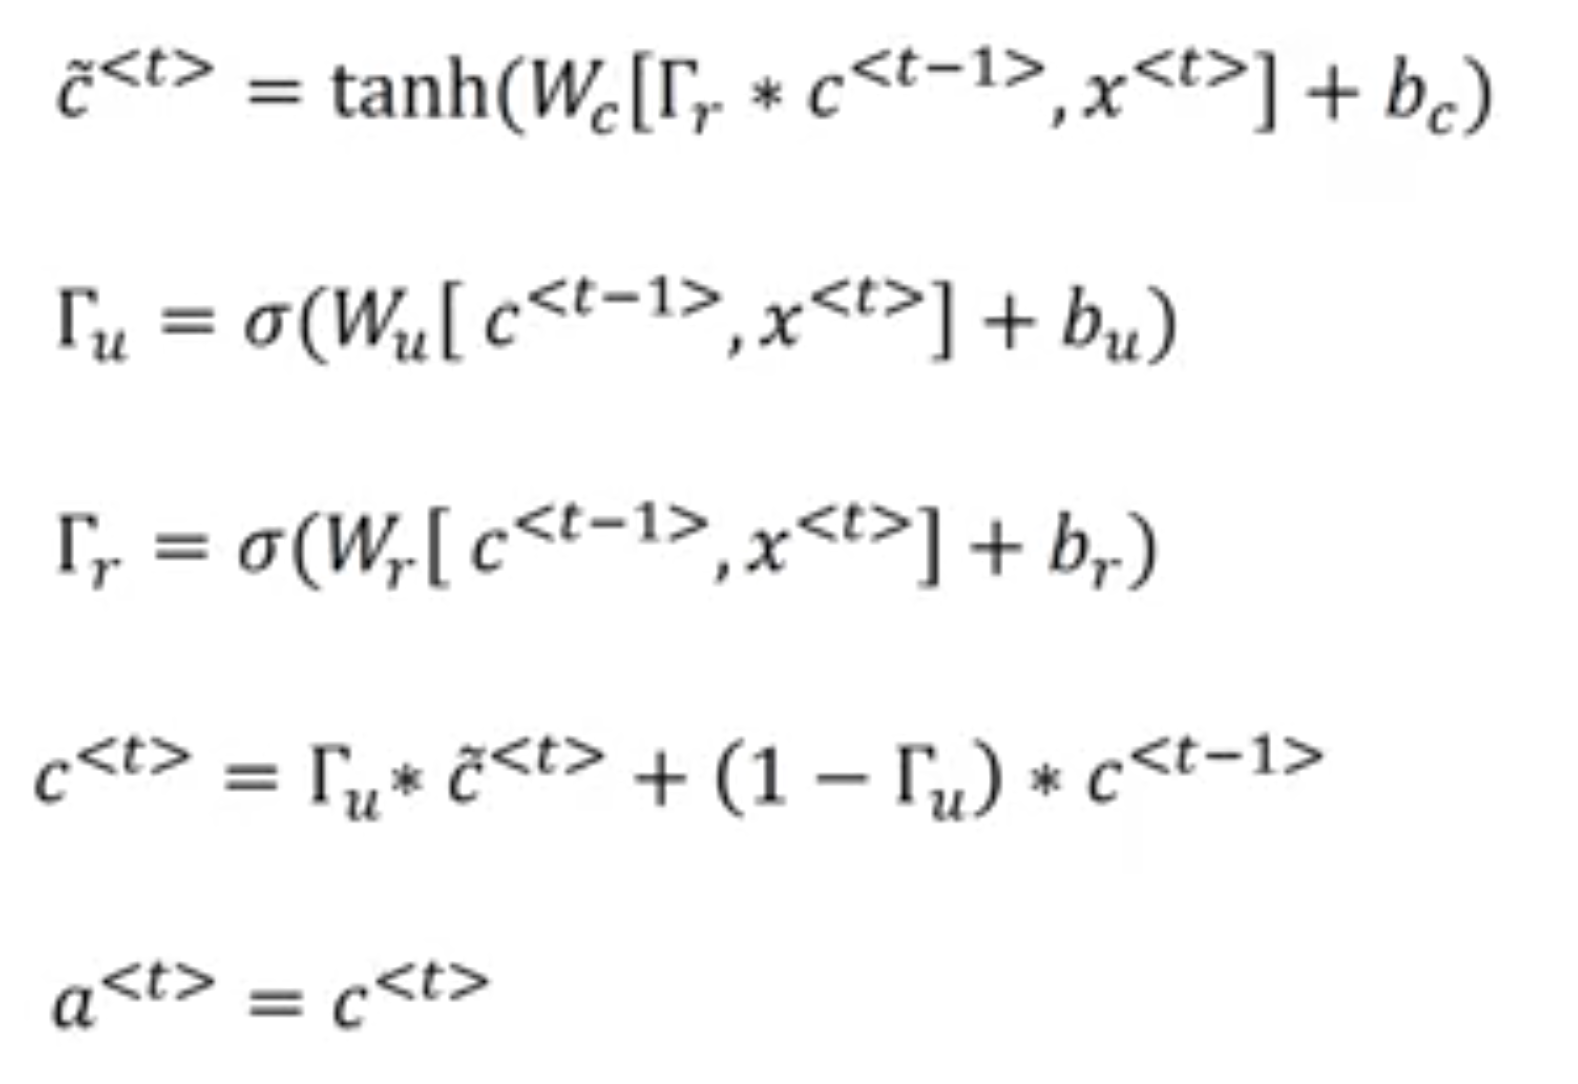 c̃^{<t>} = tanh(W_c[Γ_r * c^{<t−1>}, x^{<t>}] + b_c)
Γ_u = σ(W_u[ c^{<t−1>}, x^{<t>}] + b_u)
Γ_r = σ(W_r[ c^{<t−1>}, x^{<t>}] + b_r)
c^{<t>} = Γ_u * c̃^{<t>} + (1 − Γ_u) * c^{<t−1>}
a^{<t>} = c^{<t>}